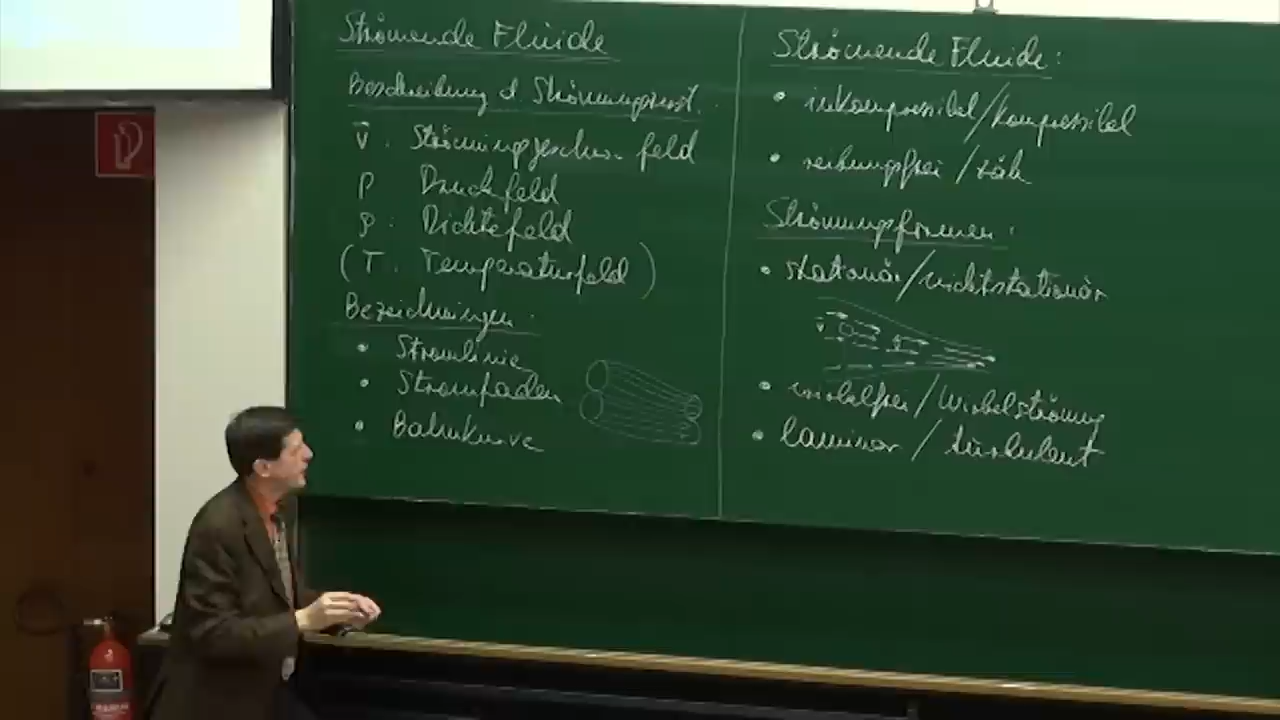 Strömende Fluide
Beschreibung d. Strömungszust.
v⃗ : Strömungsgeschw. feld
p Druckfeld
ρ : Dichtefeld
(T : Temperaturfeld)
Bezeichnungen:
• Stromlinie
• Stromfaden
• Bahnkurve
Strömende Fluide:
• inkompressibel/kompressibel
• reibungsfrei/zäh
Strömungsformen:
• stationär/nichtstationär
v⃗
• wirbelfrei/Wirbelströmung
• laminar / turbulent